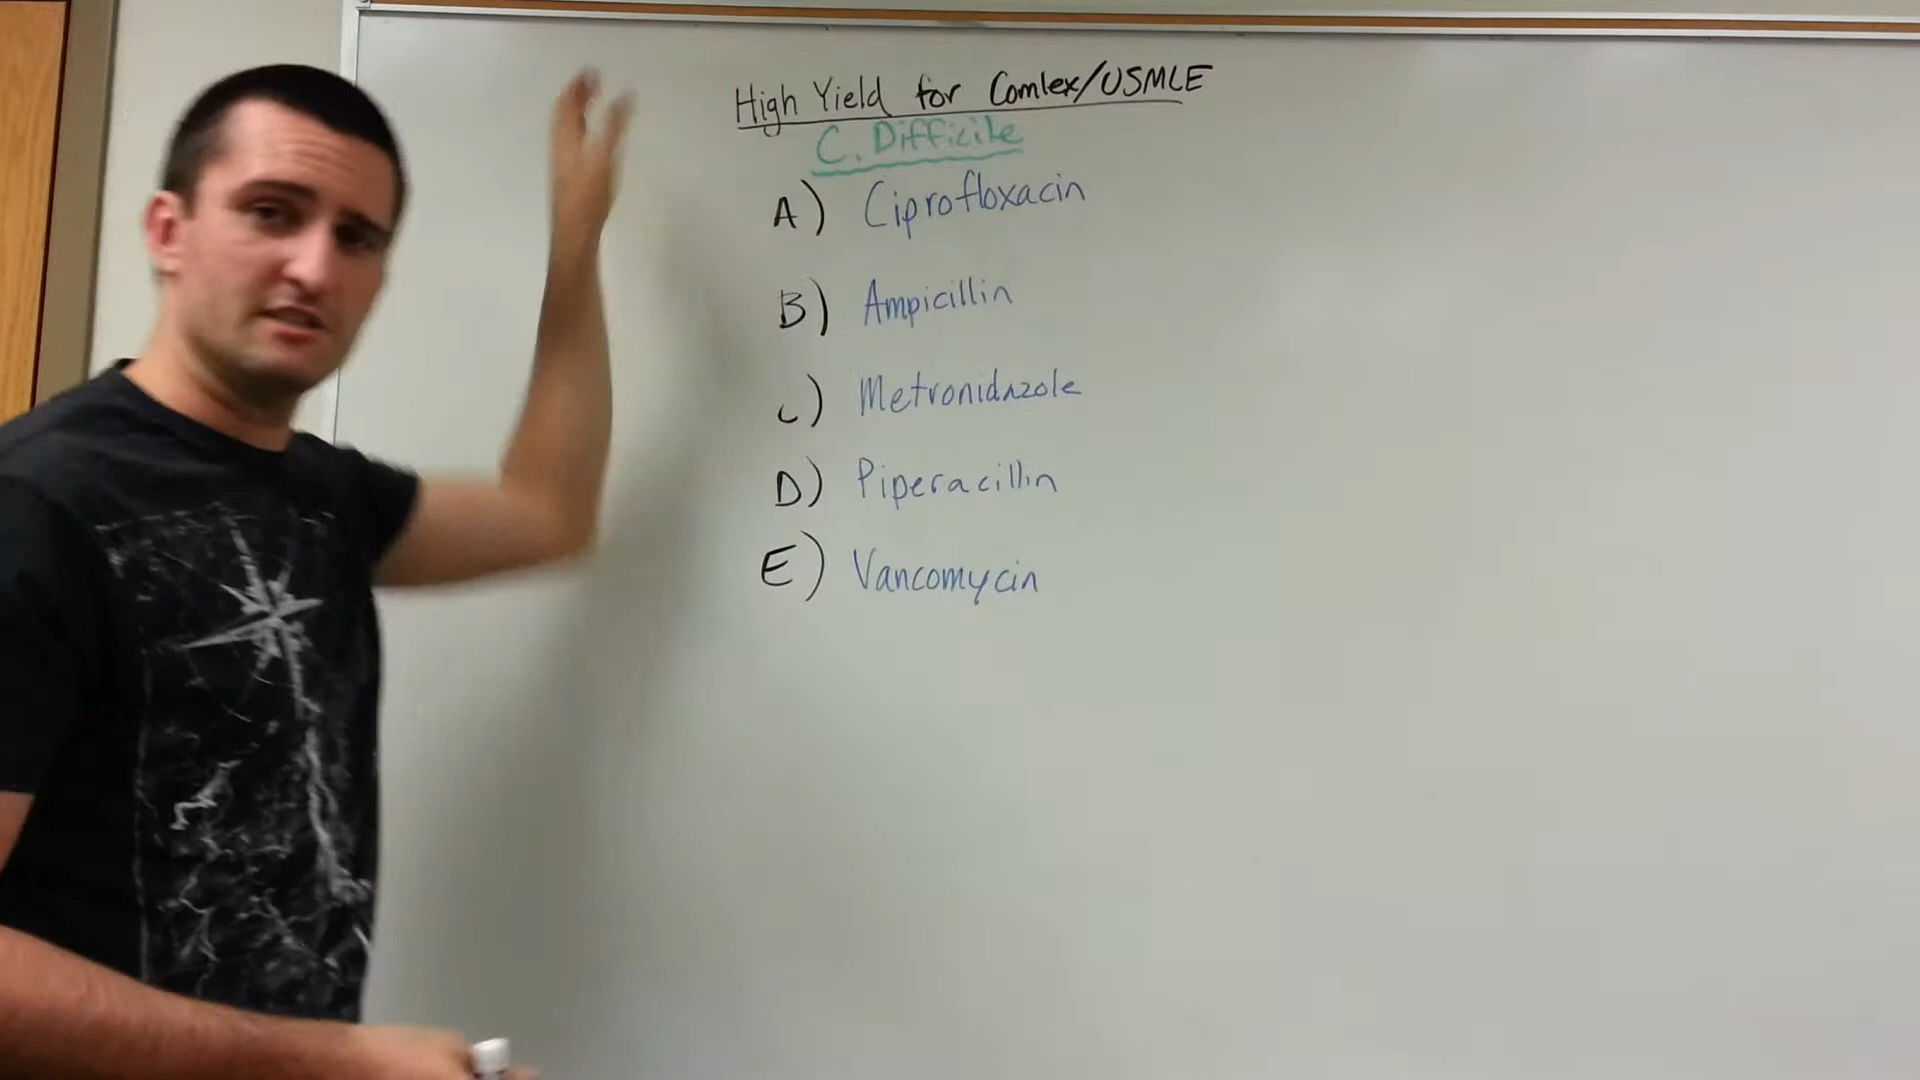 High Yield for Comlex/USMLE
C. Difficile
A) Ciprofloxacin
B) Ampicillin
C) Metronidazole
D) Piperacillin
E) Vancomycin